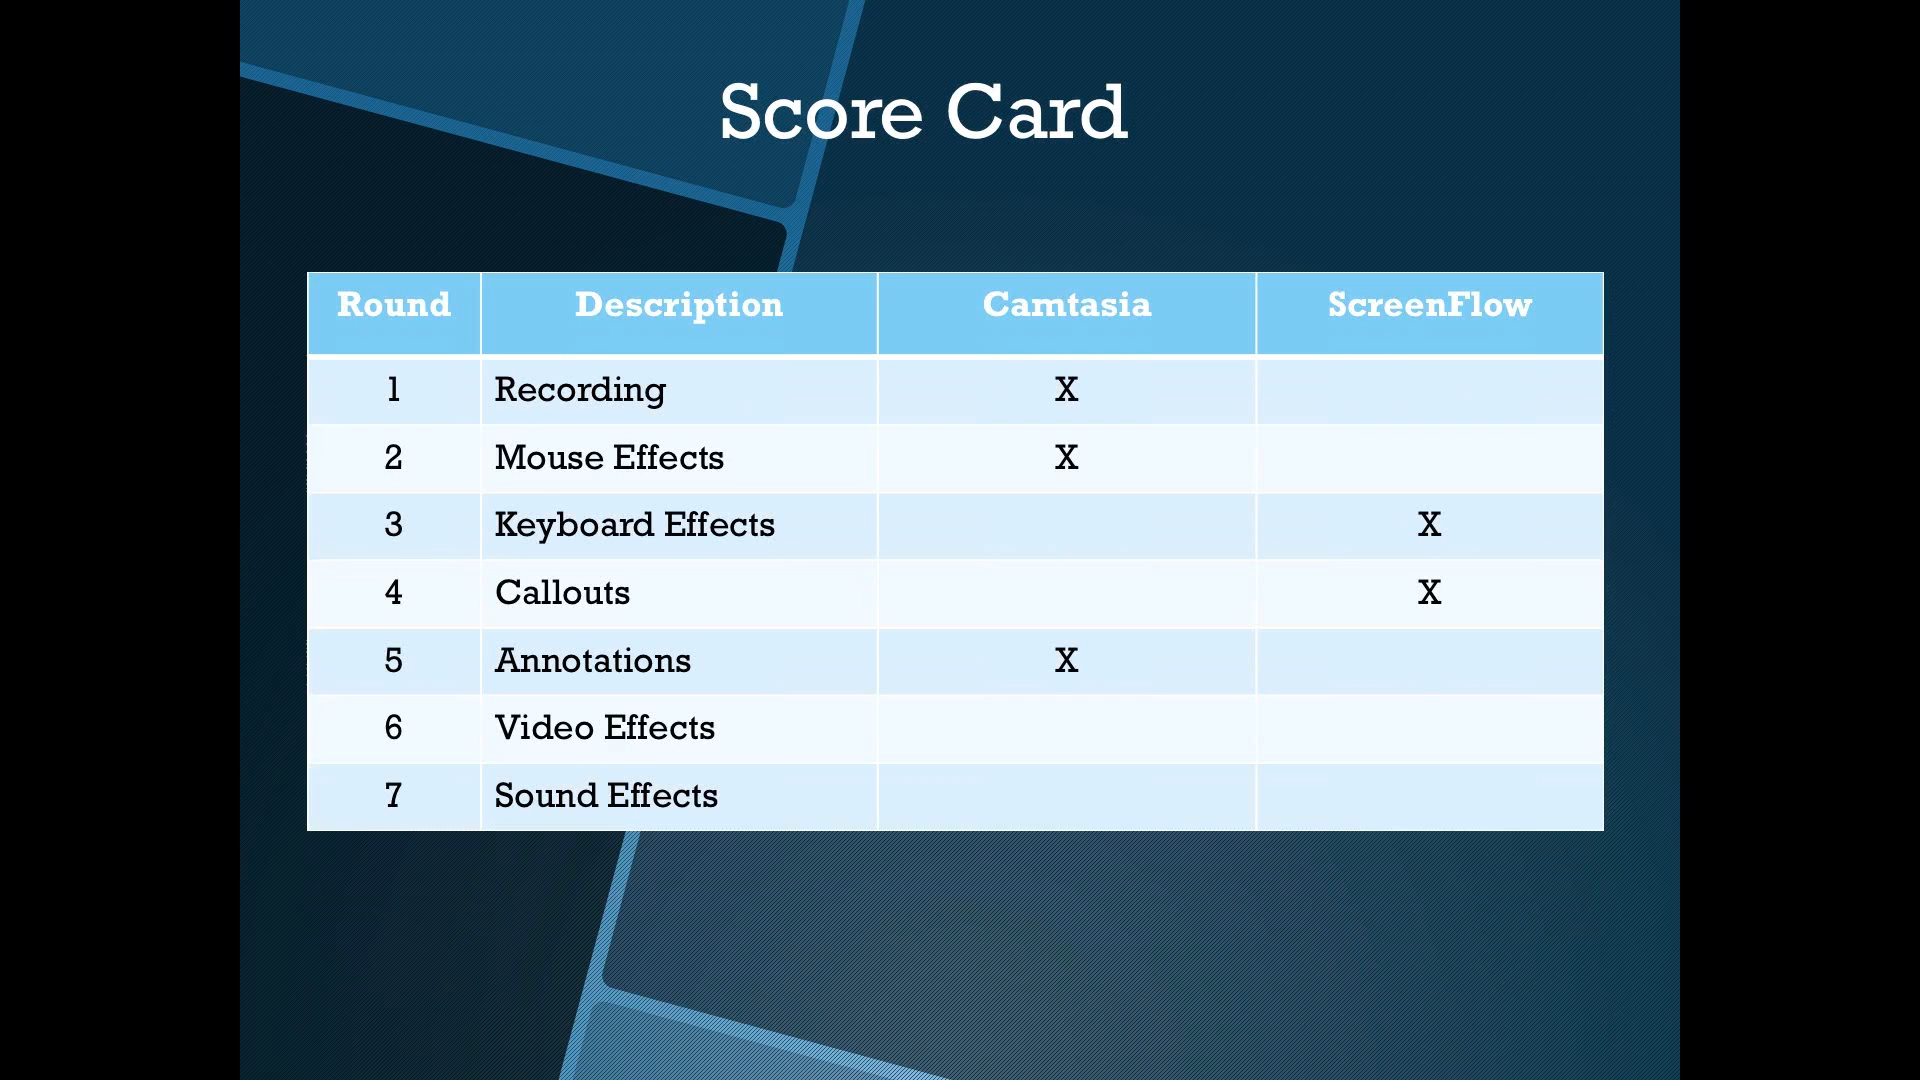 Score Card
Round Description Camtasia ScreenFlow
1 Recording X
2 Mouse Effects X
3 Keyboard Effects X
4 Callouts X
5 Annotations X
6 Video Effects
7 Sound Effects